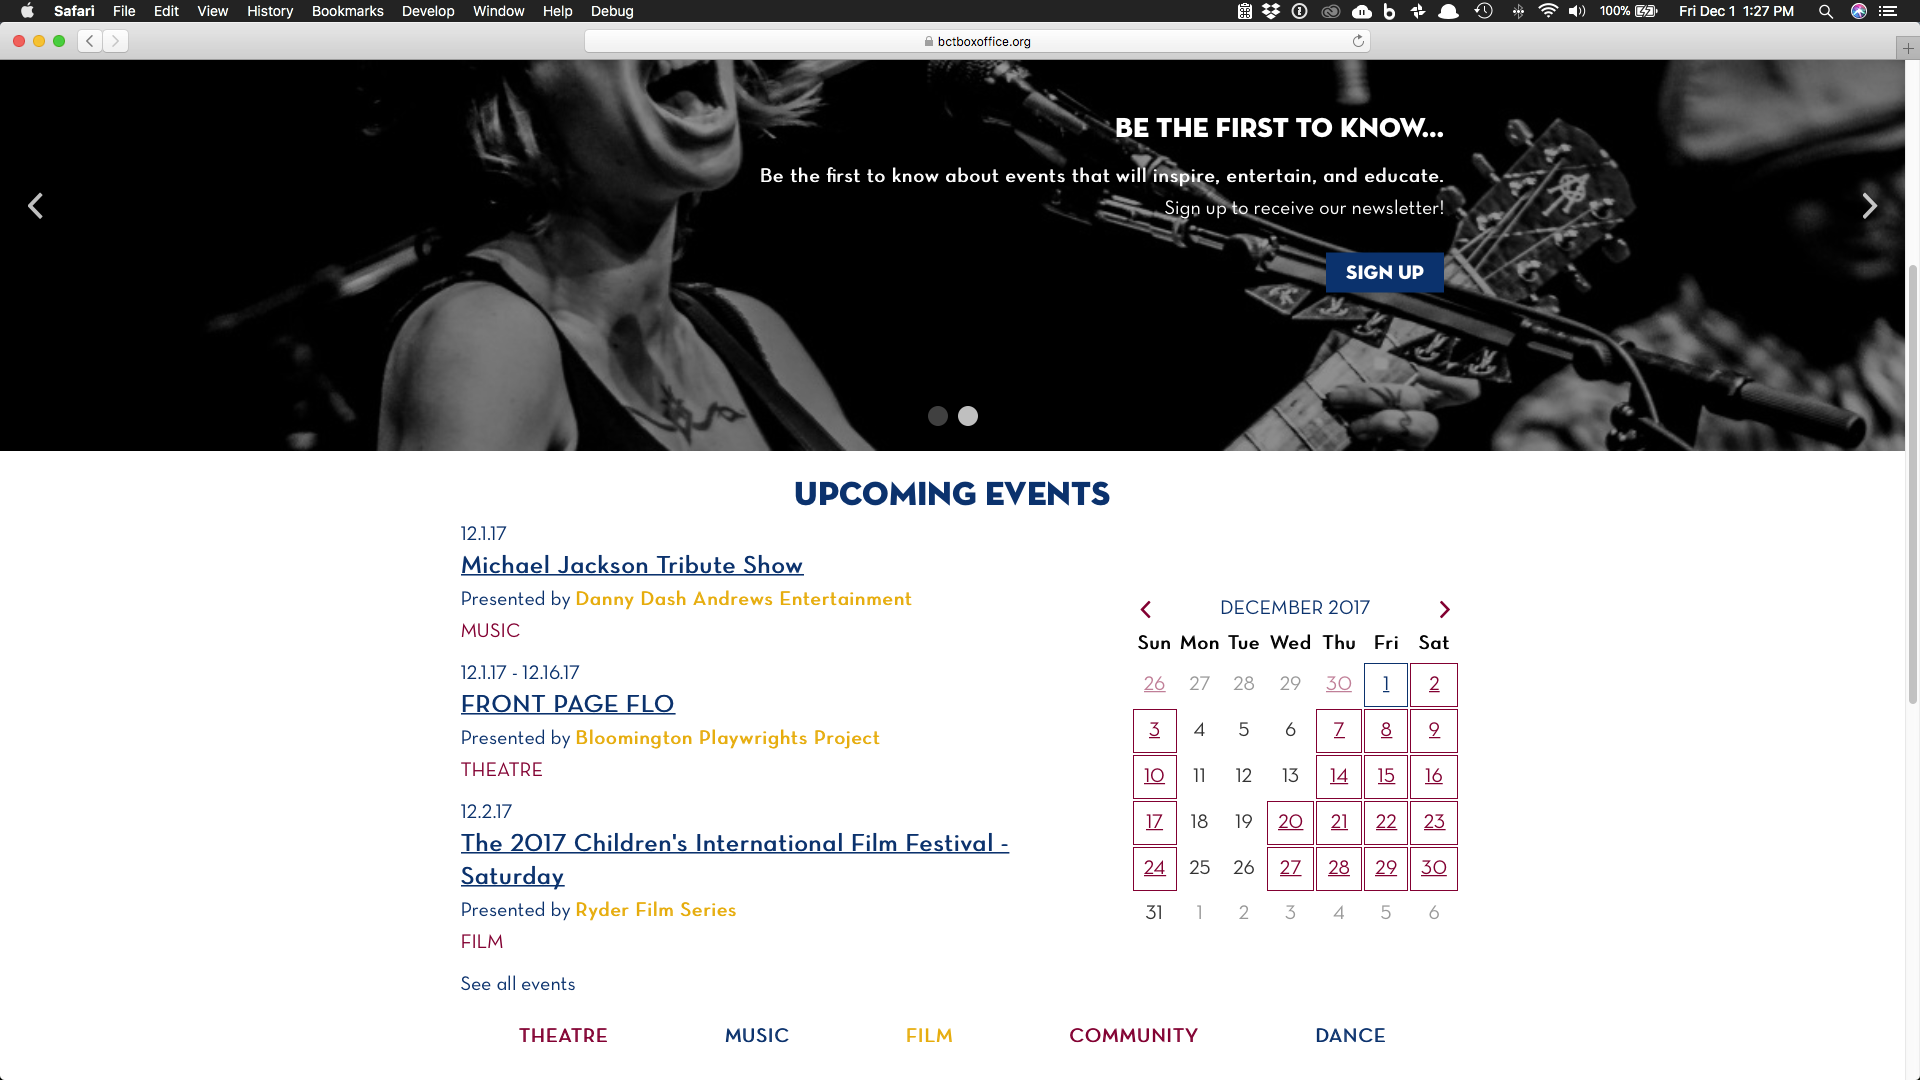 Safari File Edit View History Bookmarks Develop Window Help Debug
100% Fri Dec 1 1:27 PM
bctboxoffice.org
BE THE FIRST TO KNOW...
Be the first to know about events that will inspire, entertain, and educate.
Sign up to receive our newsletter!
SIGN UP
UPCOMING EVENTS
12.1.17
Michael Jackson Tribute Show
Presented by Danny Dash Andrews Entertainment
MUSIC
12.1.17 - 12.16.17
FRONT PAGE FLO
Presented by Bloomington Playwrights Project
THEATRE
12.2.17
The 2017 Children's International Film Festival -
Saturday
Presented by Ryder Film Series
FILM
See all events
DECEMBER 2017
Sun Mon Tue Wed Thu Fri Sat
26 27 28 29 30 1 2
3 4 5 6 7 8 9
10 11 12 13 14 15 16
17 18 19 20 21 22 23
24 25 26 27 28 29 30
31 1 2 3 4 5 6
THEATRE MUSIC FILM COMMUNITY DANCE